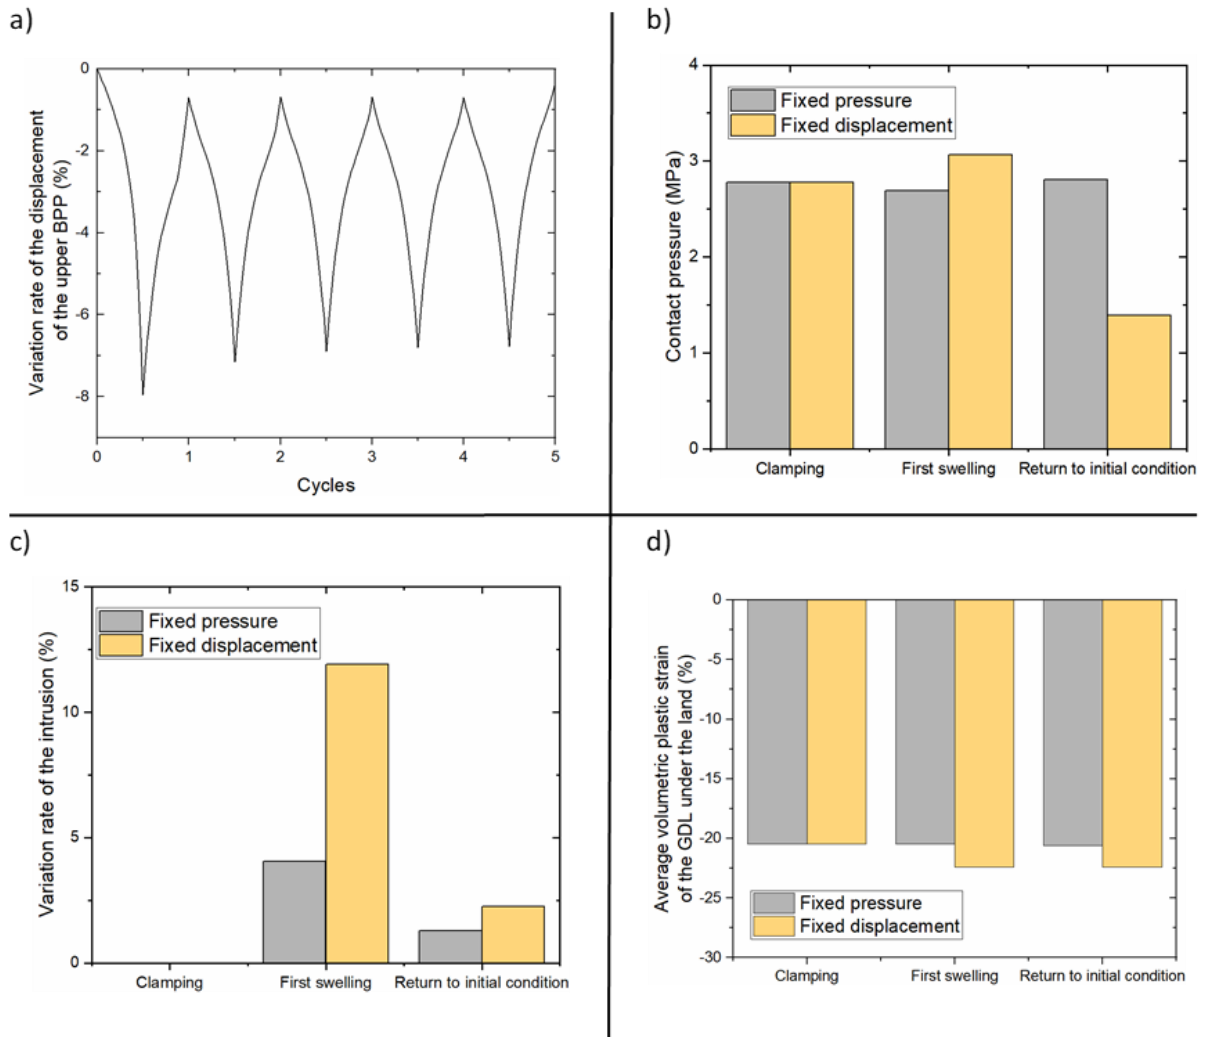 a)
Variation rate of the displacement
of the upper BPP (%)
0
-2
-4
-6
-8
0
1
2
3
4
5
Cycles
b)
Contact pressure (MPa)
4
3
2
1
0
Fixed pressure
Fixed displacement
Clamping
First swelling
Return to initial condition
c)
Variation rate of the intrusion (%)
15
10
5
0
Fixed pressure
Fixed displacement
Clamping
First swelling
Return to initial condition
d)
Average volumetric plastic strain
of the GDL under the land (%)
0
-5
-10
-15
-20
-25
-30
Fixed pressure
Fixed displacement
Clamping
First swelling
Return to initial condition